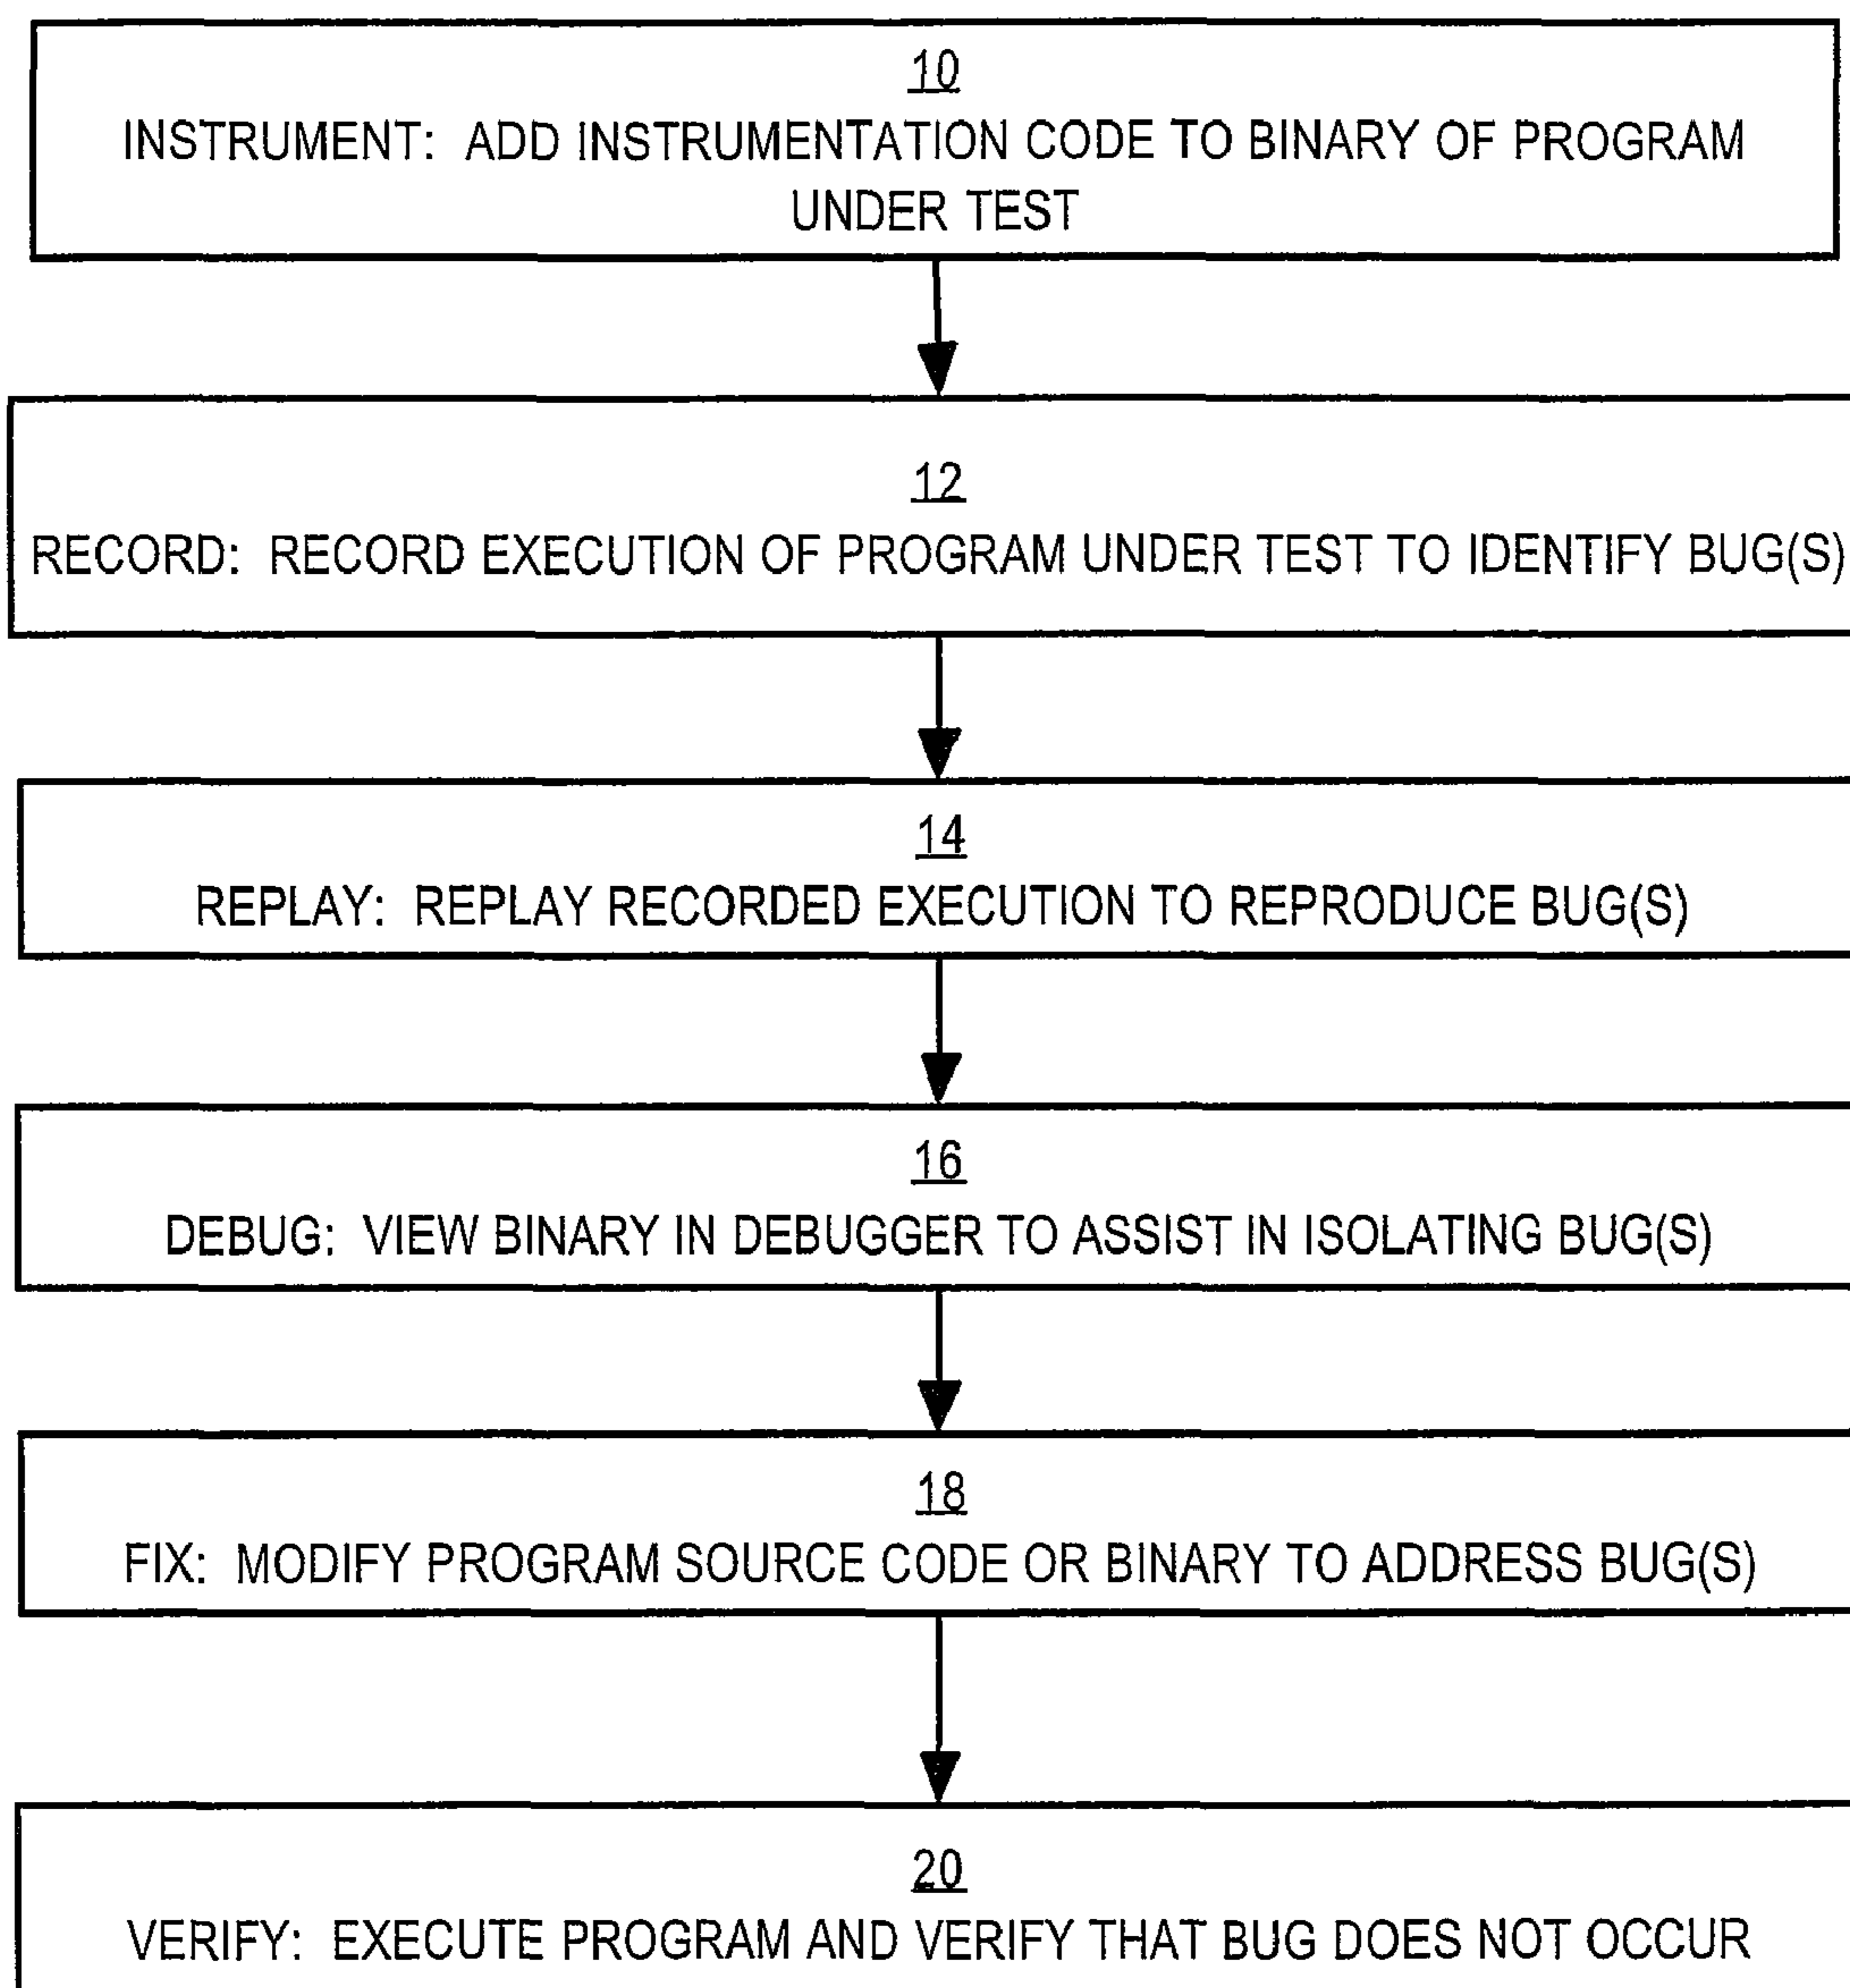 10
INSTRUMENT: ADD INSTRUMENTATION CODE TO BINARY OF PROGRAM
UNDER TEST
12
RECORD: RECORD EXECUTION OF PROGRAM UNDER TEST TO IDENTIFY BUG(S)
14
REPLAY: REPLAY RECORDED EXECUTION TO REPRODUCE BUG(S)
16
DEBUG: VIEW BINARY IN DEBUGGER TO ASSIST IN ISOLATING BUG(S)
18
FIX: MODIFY PROGRAM SOURCE CODE OR BINARY TO ADDRESS BUG(S)
20
VERIFY: EXECUTE PROGRAM AND VERIFY THAT BUG DOES NOT OCCUR